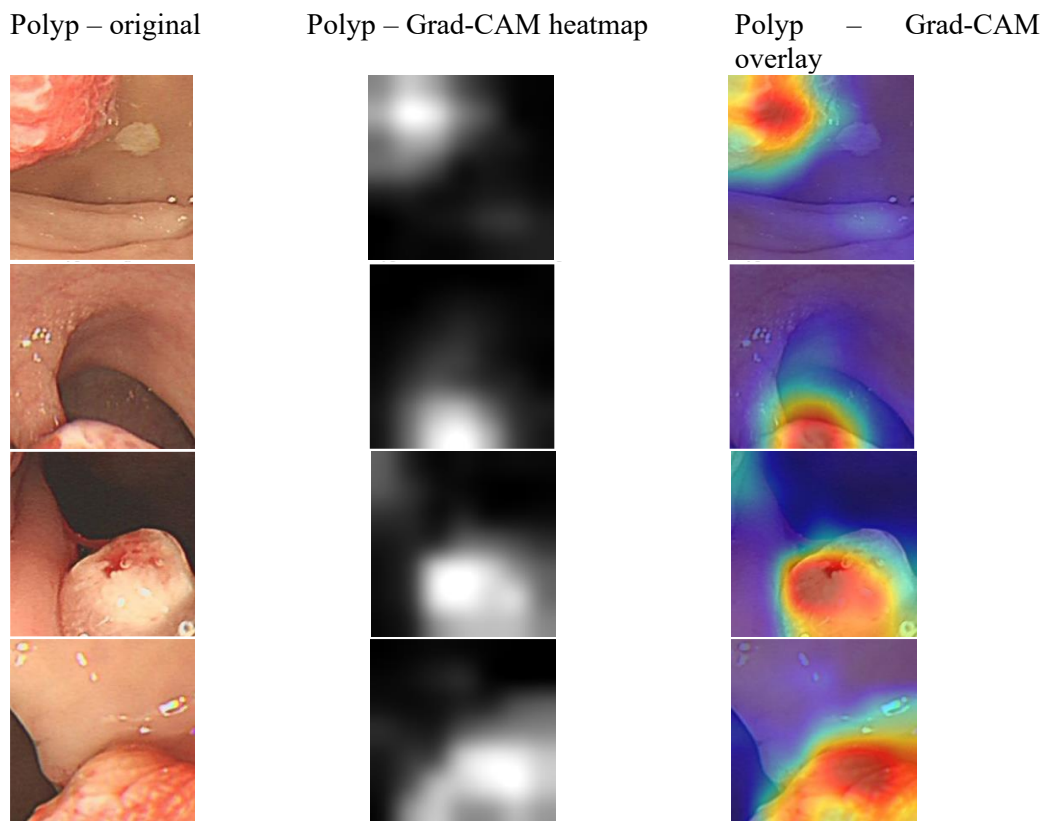 Polyp – original
Polyp – Grad-CAM heatmap
Polyp – Grad-CAM
overlay